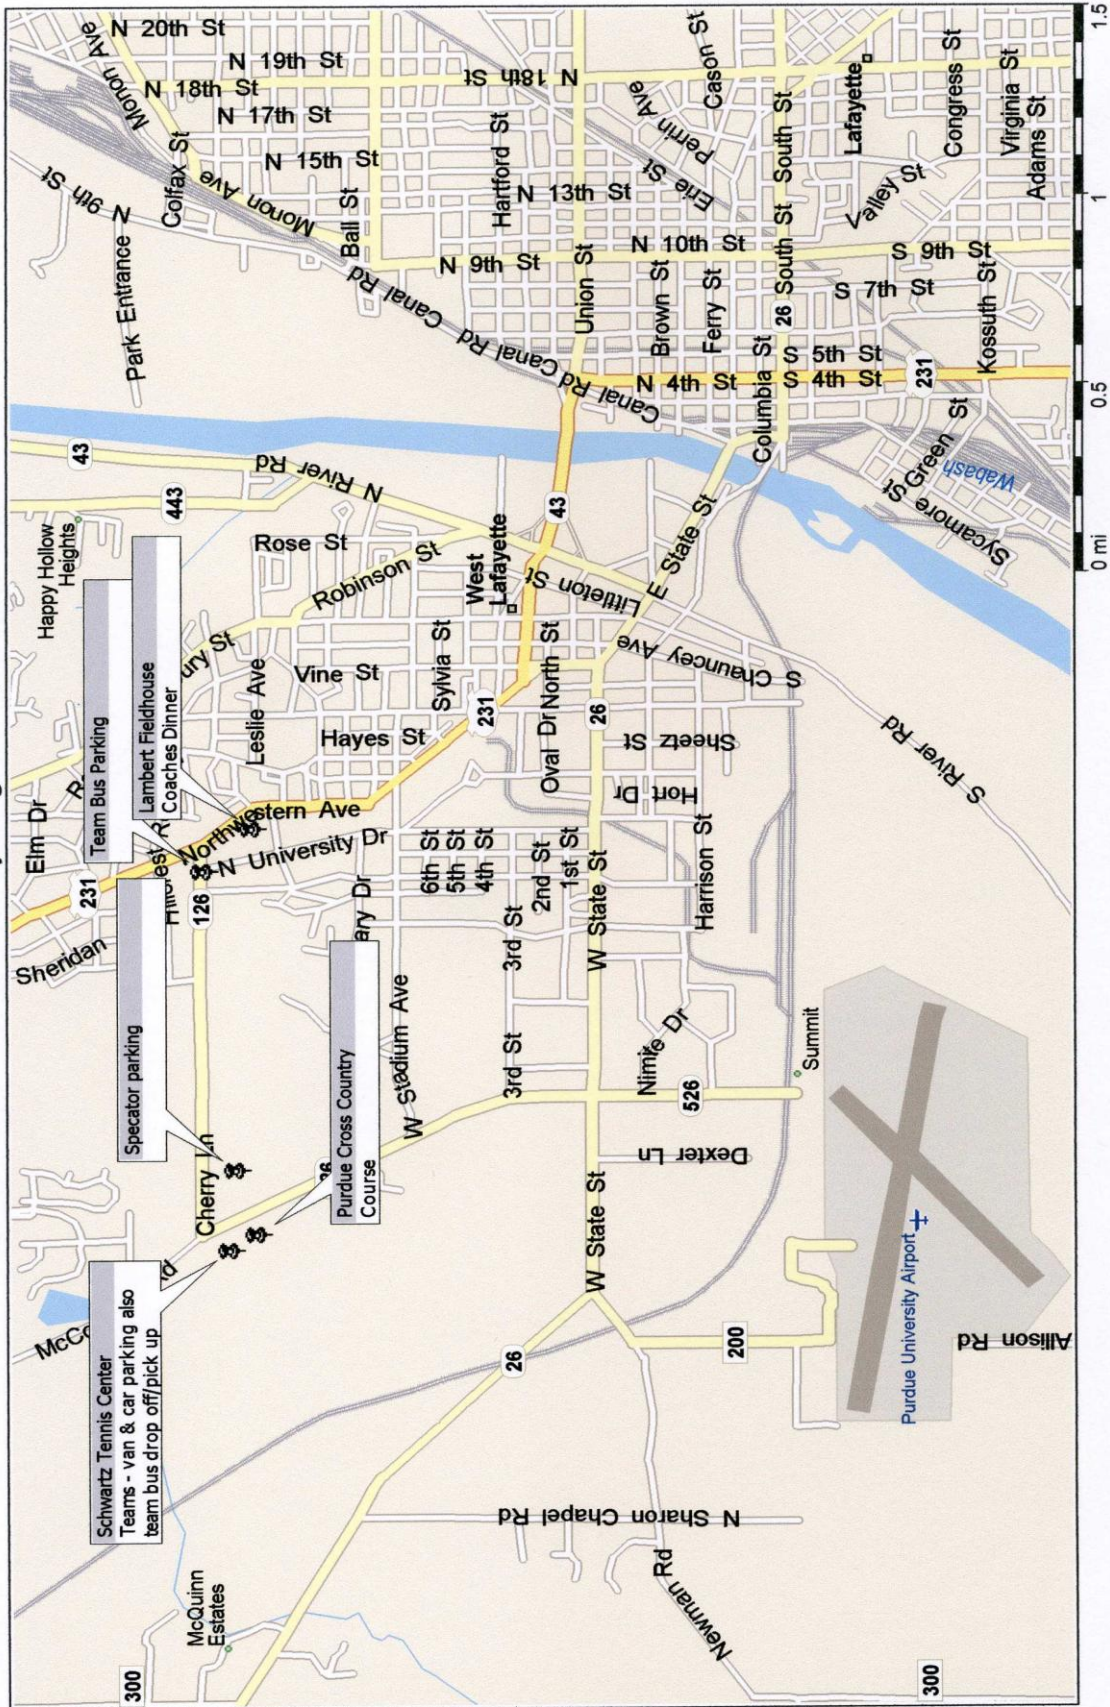 Schwartz Tennis Center
Teams - van & car parking also
team bus drop off/pick up
Specator parking
Team Bus Parking
Lambert Fieldhouse
Coaches Dinner
Purdue Cross Country
Course
300
McQuinn
Estates
Cherry Ln
126
231
Sheridan
Elm Dr
Northwestern Ave
N University Dr
Leslie Ave
Happy Hollow
Heights
443
43
Park Entrance
N 9th St
Colfax St
Monon Ave
Monon Ave
N 20th St
N 19th St
N 18th St
N 17th St
N 15th St
Ball St
Canal Rd
Canal Rd
Canal Rd
Canal Rd
N River Rd
Rose St
Robinson St
Vine St
Hayes St
Sylvia St
W Stadium Ave
6th St
5th St
4th St
3rd St
3rd St
2nd St
1st St
Oval Dr
North St
231
West
Lafayette
43
Littleton St
Union St
N 9th St
Hartford St
N 13th St
N 18th St
26
W State St
W State St
26
E State St
Brown St
N 10th St
Erie St
Perrin Ave
Cason St
Ferry St
N 4th St
S Chauncey Ave
Sheetz St
Hort Dr
Harrison St
Nimitz Dr
526
Dexter Ln
N Sharon Chapel Rd
Newman Rd
200
Summit
Columbia St
26
South St
South St
South St
S 4th St
S 5th St
S 7th St
S 9th St
Valley St
Lafayette
Congress St
Virginia St
Adams St
Kossuth St
231
Green St
Sycamore St
Wabash
S River Rd
Purdue University Airport
Allison Rd
300
0 mi
0.5
1
1.5